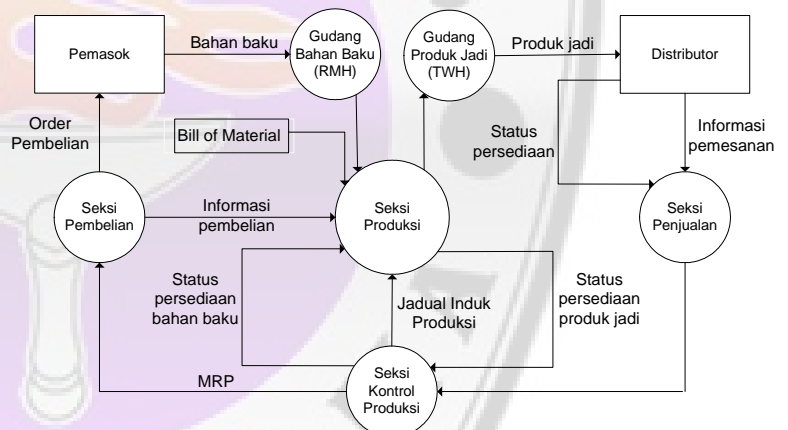 Pemasok
Bahan baku
Gudang
Bahan Baku
(RMH)
Gudang
Produk Jadi
(TWH)
Produk jadi
Distributor
Order
Pembelian
Bill of Material
Status
persediaan
Informasi
pemesanan
Seksi
Pembelian
Informasi
pembelian
Seksi
Produksi
Seksi
Penjualan
Status
persediaan
bahan baku
Jadual Induk
Produksi
Status
persediaan
produk jadi
MRP
Seksi
Kontrol
Produksi